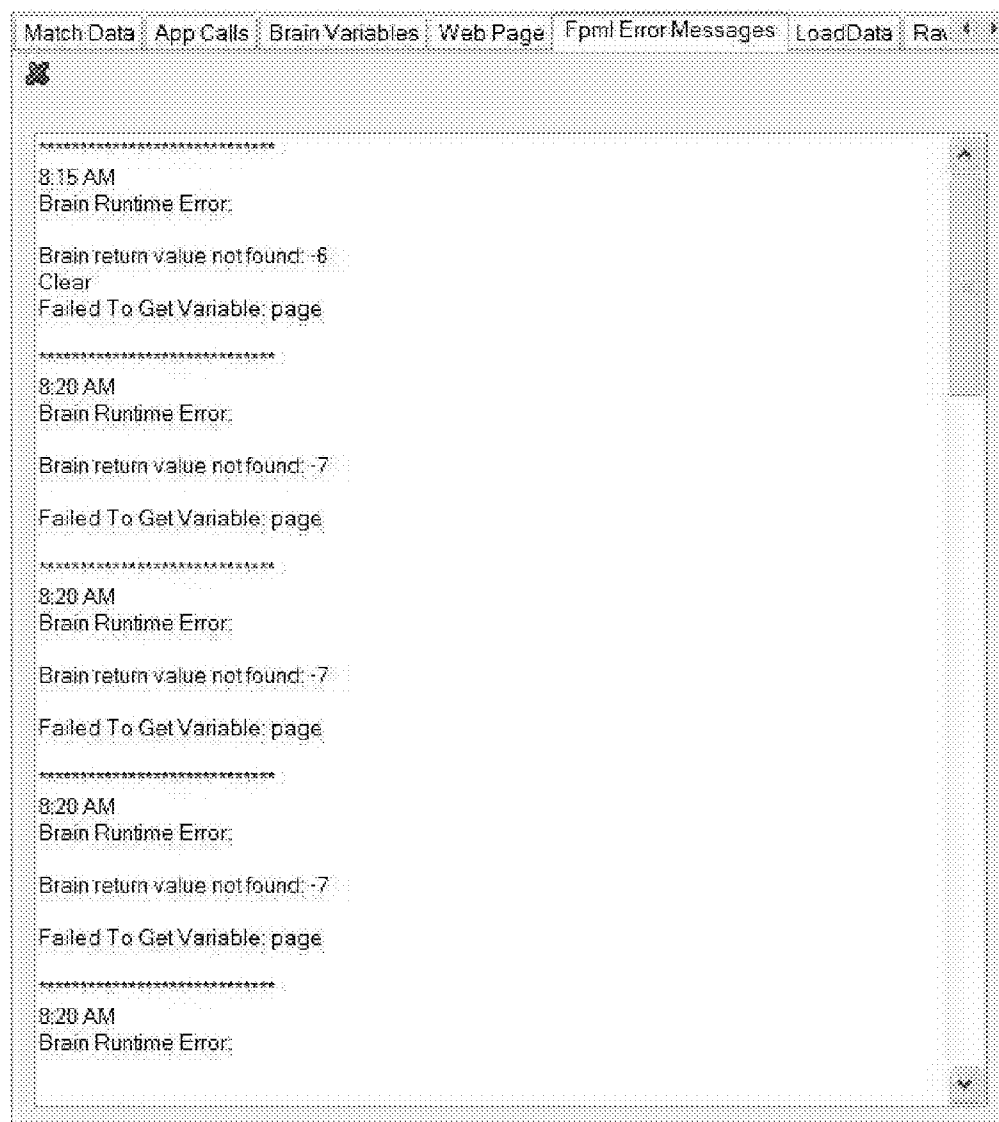 Match Data App Calls Brain Variables Web Page Fpml Error Messages LoadData Rav
****************************
8:15 AM
Brain Runtime Error:
Brain return value not found: -6
Clear
Failed To Get Variable: page
****************************
8:20 AM
Brain Runtime Error:
Brain return value not found: -7
Failed To Get Variable: page
****************************
8:20 AM
Brain Runtime Error:
Brain return value not found: -7
Failed To Get Variable: page
****************************
8:20 AM
Brain Runtime Error:
Brain return value not found: -7
Failed To Get Variable: page
****************************
8:20 AM
Brain Runtime Error: